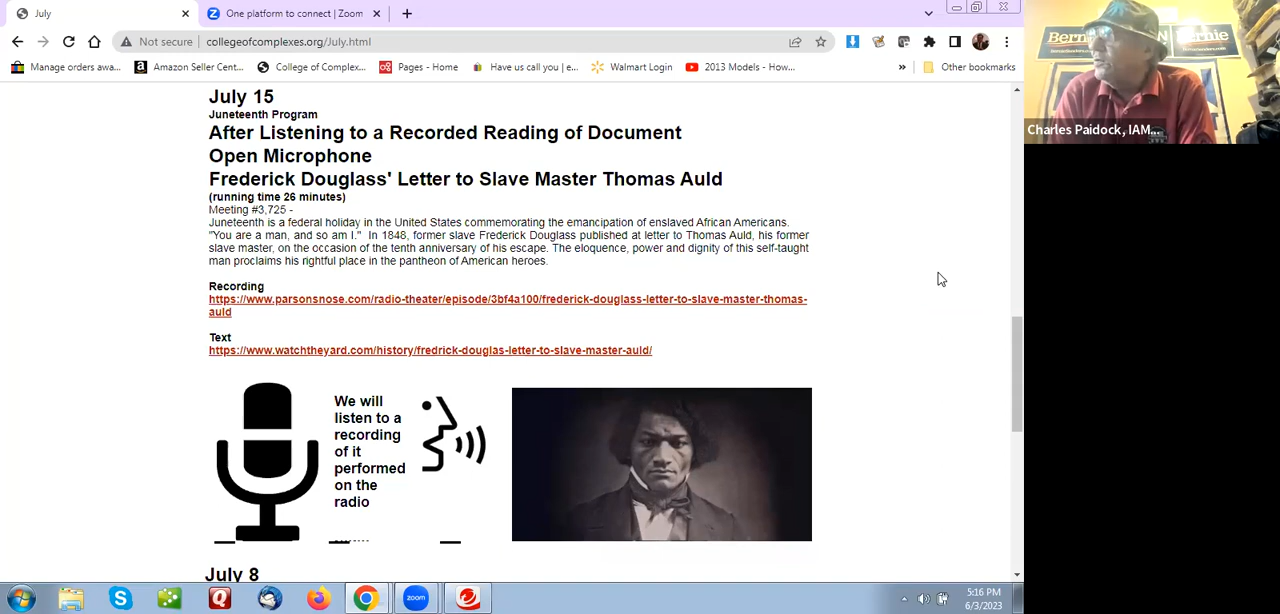 July
One platform to connect | Zoom
Not secure
collegeofcomplexes.org/July.html
Manage orders awa...
Amazon Seller Cent...
College of Complex...
Pages - Home
Have us call you | e...
Walmart Login
2013 Models - How...
»
Other bookmarks
July 15
Juneteenth Program
After Listening to a Recorded Reading of Document
Open Microphone
Frederick Douglass' Letter to Slave Master Thomas Auld
(running time 26 minutes)
Meeting #3,725 -
Juneteenth is a federal holiday in the United States commemorating the emancipation of enslaved African Americans.
"You are a man, and so am I." In 1848, former slave Frederick Douglass published at letter to Thomas Auld, his former
slave master, on the occasion of the tenth anniversary of his escape. The eloquence, power and dignity of this self-taught
man proclaims his rightful place in the pantheon of American heroes.
Recording
https://www.parsonsnose.com/radio-theater/episode/3bf4a100/frederick-douglass-letter-to-slave-master-thomas-
auld
Text
https://www.watchtheyard.com/history/fredrick-douglas-letter-to-slave-master-auld/
We will
listen to a
recording
of it
performed
on the
radio
July 8
zoom
5:16 PM
6/3/2023
Bernie
Charles Paidock, IAM...